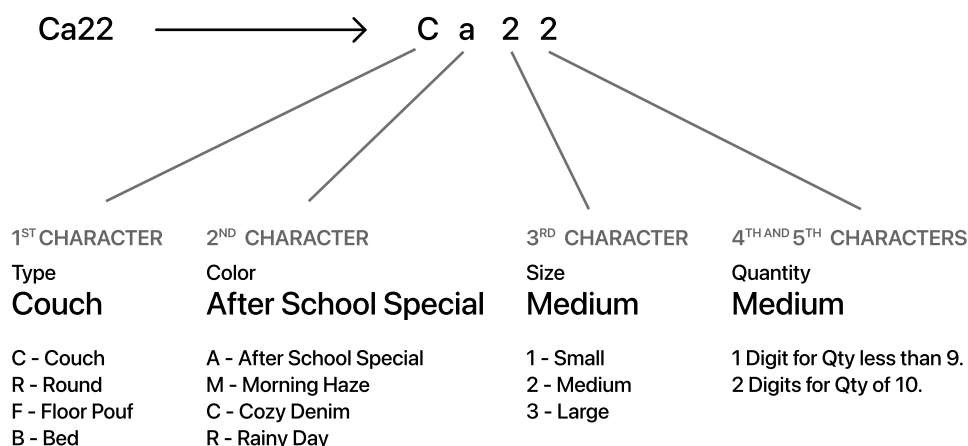 Ca22
C a 2 2
1ST CHARACTER
Type
Couch
C - Couch
R - Round
F - Floor Pouf
B - Bed
2ND CHARACTER
Color
After School Special
A - After School Special
M - Morning Haze
C - Cozy Denim
R - Rainy Day
3RD CHARACTER
Size
Medium
1 - Small
2 - Medium
3 - Large
4TH AND 5TH CHARACTERS
Quantity
Medium
1 Digit for Qty less than 9.
2 Digits for Qty of 10.